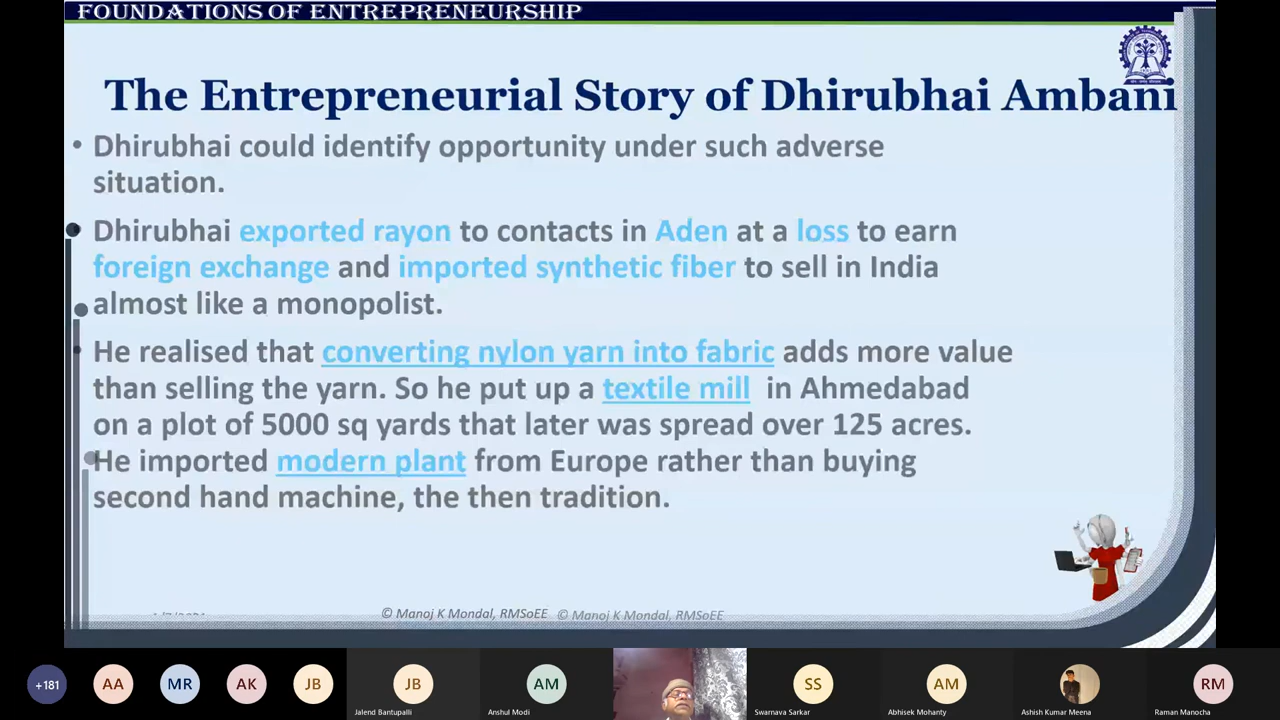 FOUNDATIONS OF ENTREPRENEURSHIP
The Entrepreneurial Story of Dhirubhai Ambani
• Dhirubhai could identify opportunity under such adverse
situation.
Dhirubhai exported rayon to contacts in Aden at a loss to earn
foreign exchange and imported synthetic fiber to sell in India
almost like a monopolist.
He realised that converting nylon yarn into fabric adds more value
than selling the yarn. So he put up a textile mill in Ahmedabad
on a plot of 5000 sq yards that later was spread over 125 acres.
He imported modern plant from Europe rather than buying
second hand machine, the then tradition.
© Manoj K Mondal, RMSoEE © Manoj K Mondal, RMSoEE
+181 AA MR AK JB JB AM SS AM RM
Jalend Bantupalli Anshul Modi Swarnava Sarkar Abhisek Mohanty Ashish Kumar Meena Raman Manocha